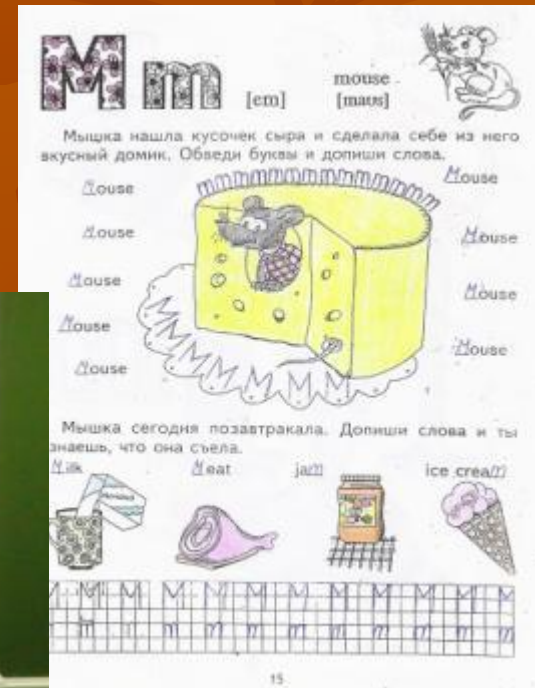 M m [em] mouse [maʊs]
Мышка нашла кусочек сыра и сделала себе из него
вкусный домик. Обведи буквы и допиши слова.
Mouse Mouse
Mouse Mouse
Mouse Mouse
Mouse Mouse
Mouse
Мышка сегодня позавтракала. Допиши слова и ты
знаешь, что она съела.
Milk Meat jam ice cream
M M M M M M M M M M M
m m m m m m m m m m
15